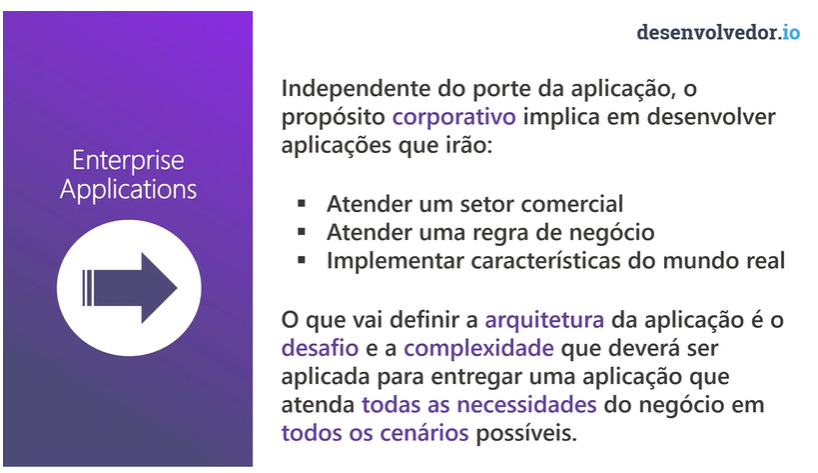 desenvolvedor.io
Enterprise
Applications
Independente do porte da aplicação, o
propósito corporativo implica em desenvolver
aplicações que irão:
▪ Atender um setor comercial
▪ Atender uma regra de negócio
▪ Implementar características do mundo real
O que vai definir a arquitetura da aplicação é o
desafio e a complexidade que deverá ser
aplicada para entregar uma aplicação que
atenda todas as necessidades do negócio em
todos os cenários possíveis.